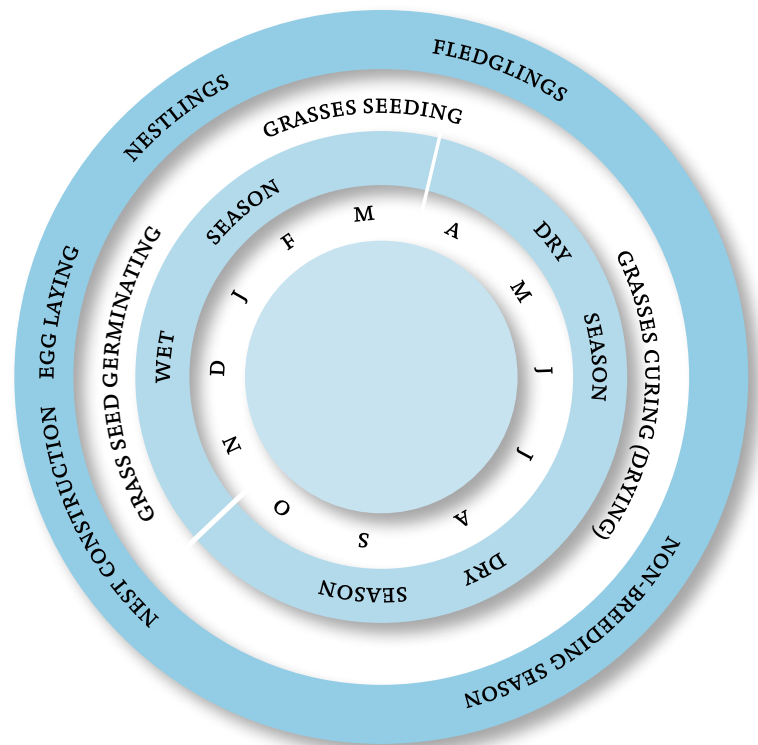 NEST CONSTRUCTION
EGG LAYING
NESTLINGS
FLEDGLINGS
NON-BREEDING SEASON
GRASS SEED GERMINATING
GRASSES SEEDING
GRASSES CURING (DRYING)
WET SEASON
DRY SEASON
DRY SEASON
J
F
M
A
M
J
J
A
S
O
N
D